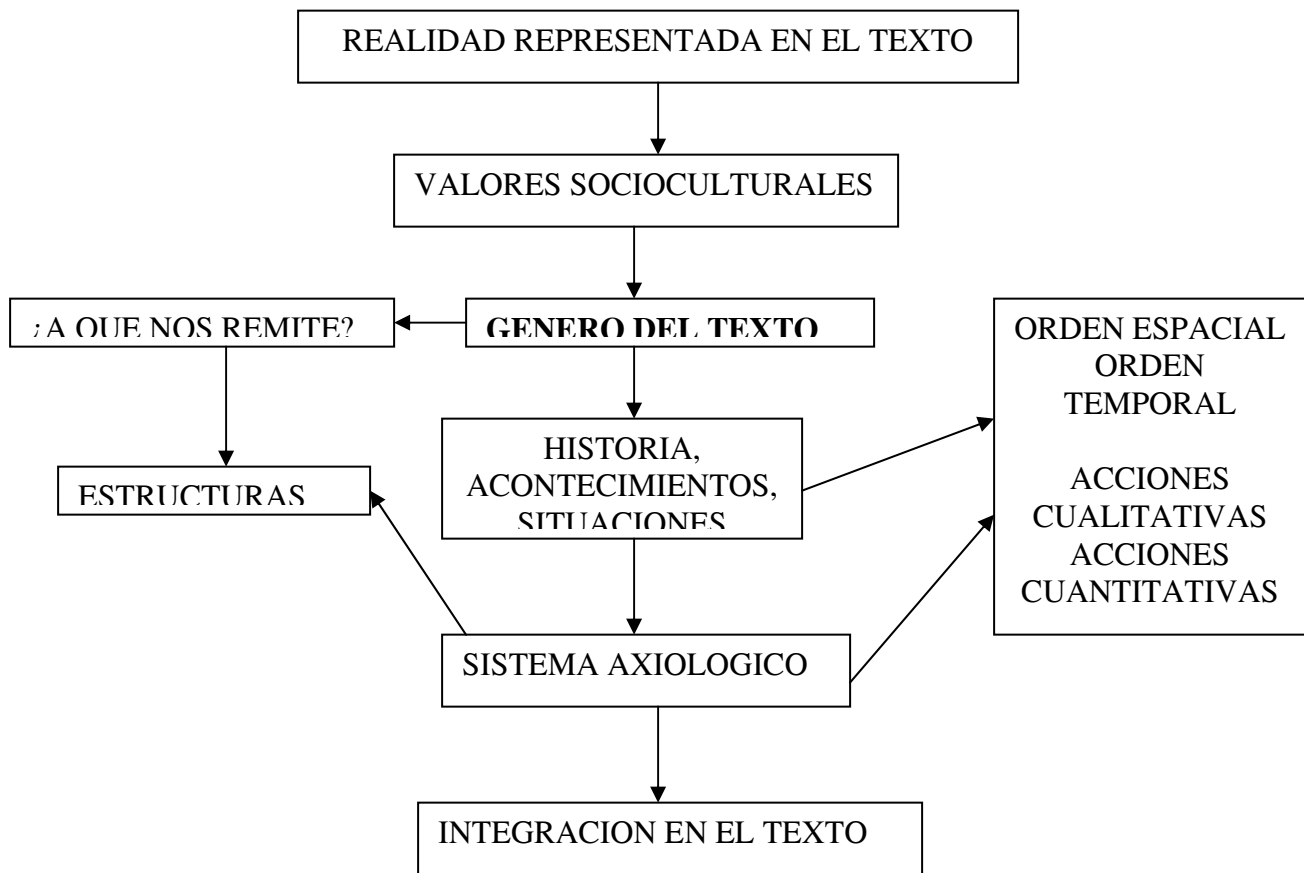 REALIDAD REPRESENTADA EN EL TEXTO
VALORES SOCIOCULTURALES
¿A QUE NOS REMITE?
GENERO DEL TEXTO
ORDEN ESPACIAL
ORDEN
TEMPORAL
ACCIONES
CUALITATIVAS
ACCIONES
CUANTITATIVAS
HISTORIA,
ACONTECIMIENTOS,
SITUACIONES
ESTRUCTURAS
SISTEMA AXIOLOGICO
INTEGRACION EN EL TEXTO